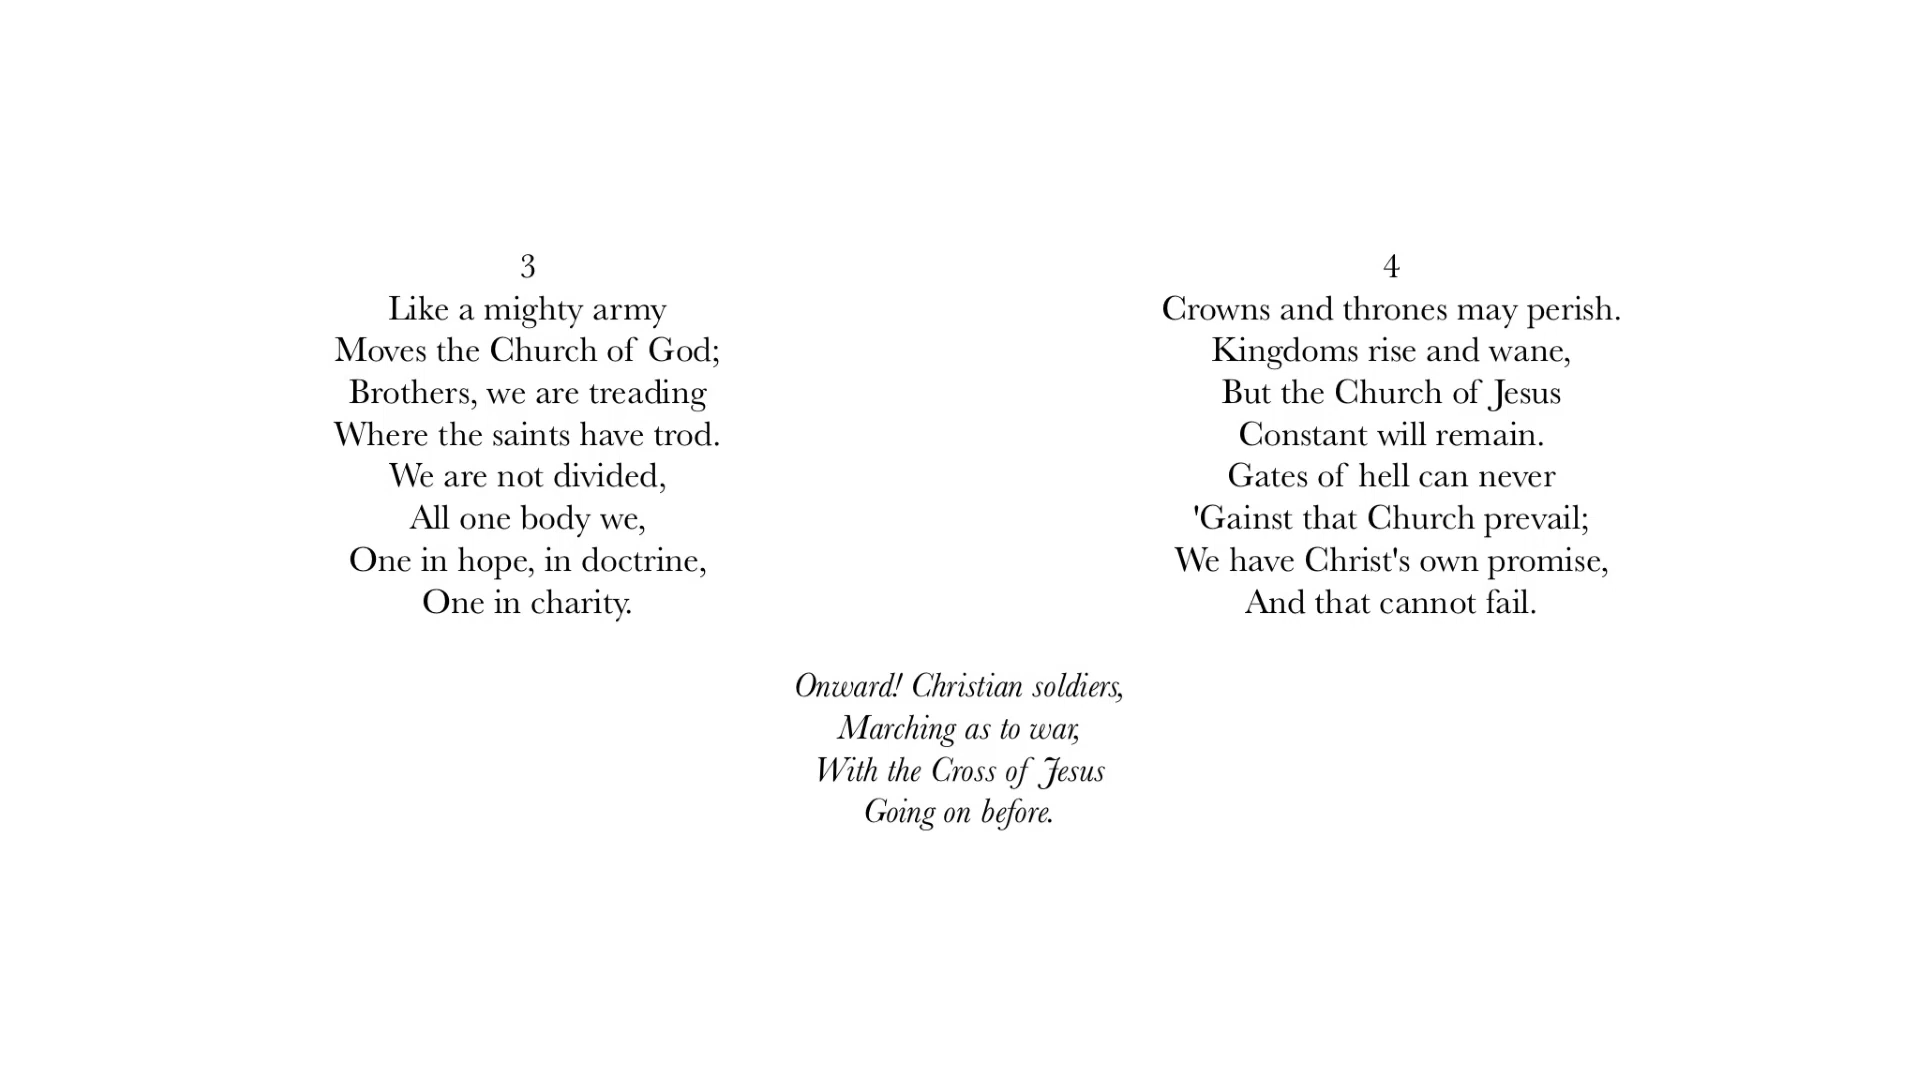 3
Like a mighty army
Moves the Church of God;
Brothers, we are treading
Where the saints have trod.
We are not divided,
All one body we,
One in hope, in doctrine,
One in charity.
4
Crowns and thrones may perish.
Kingdoms rise and wane,
But the Church of Jesus
Constant will remain.
Gates of hell can never
'Gainst that Church prevail;
We have Christ's own promise,
And that cannot fail.
Onward! Christian soldiers,
Marching as to war,
With the Cross of Jesus
Going on before.